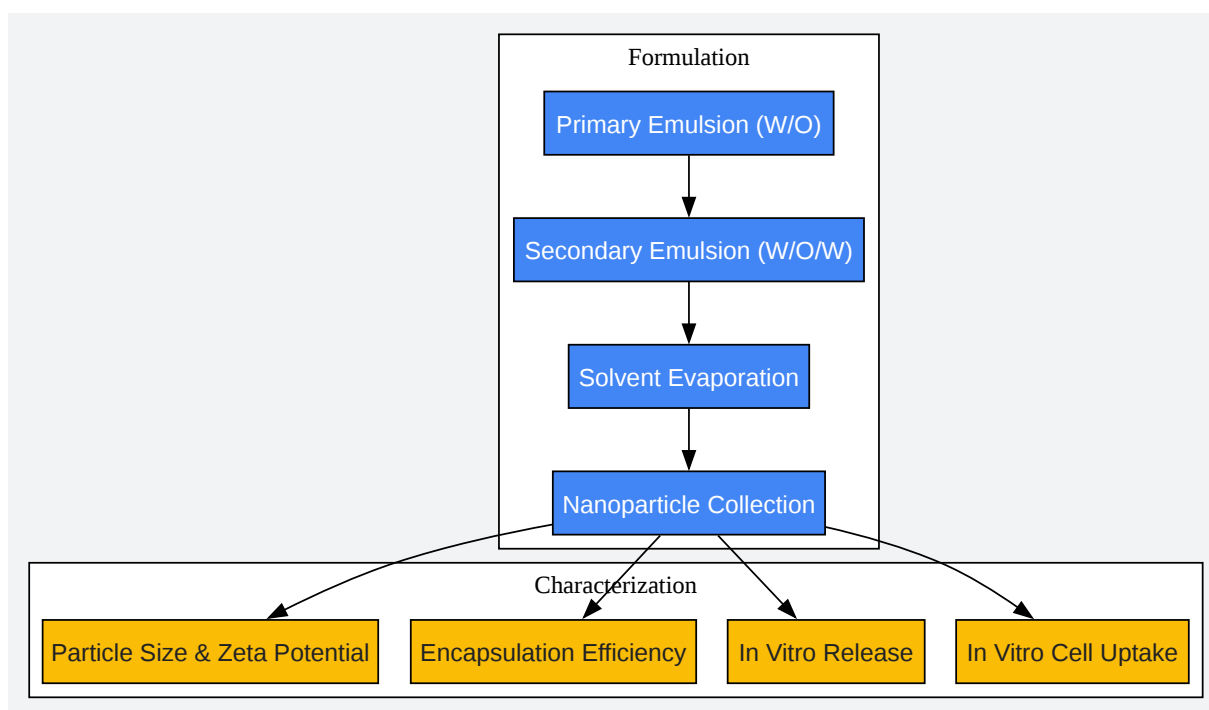 Formulation
Primary Emulsion (W/O)
Secondary Emulsion (W/O/W)
Solvent Evaporation
Nanoparticle Collection
Characterization
Particle Size & Zeta Potential
Encapsulation Efficiency
In Vitro Release
In Vitro Cell Uptake